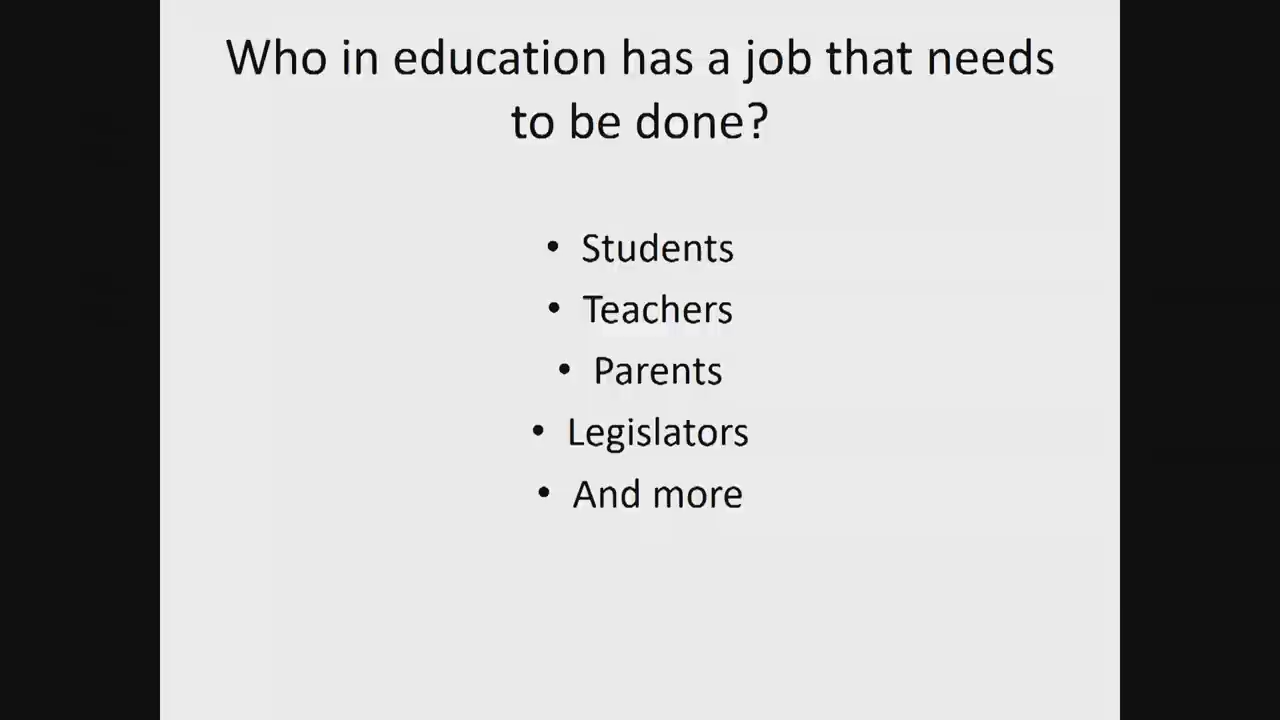 Who in education has a job that needs
to be done?
• Students
• Teachers
• Parents
• Legislators
• And more